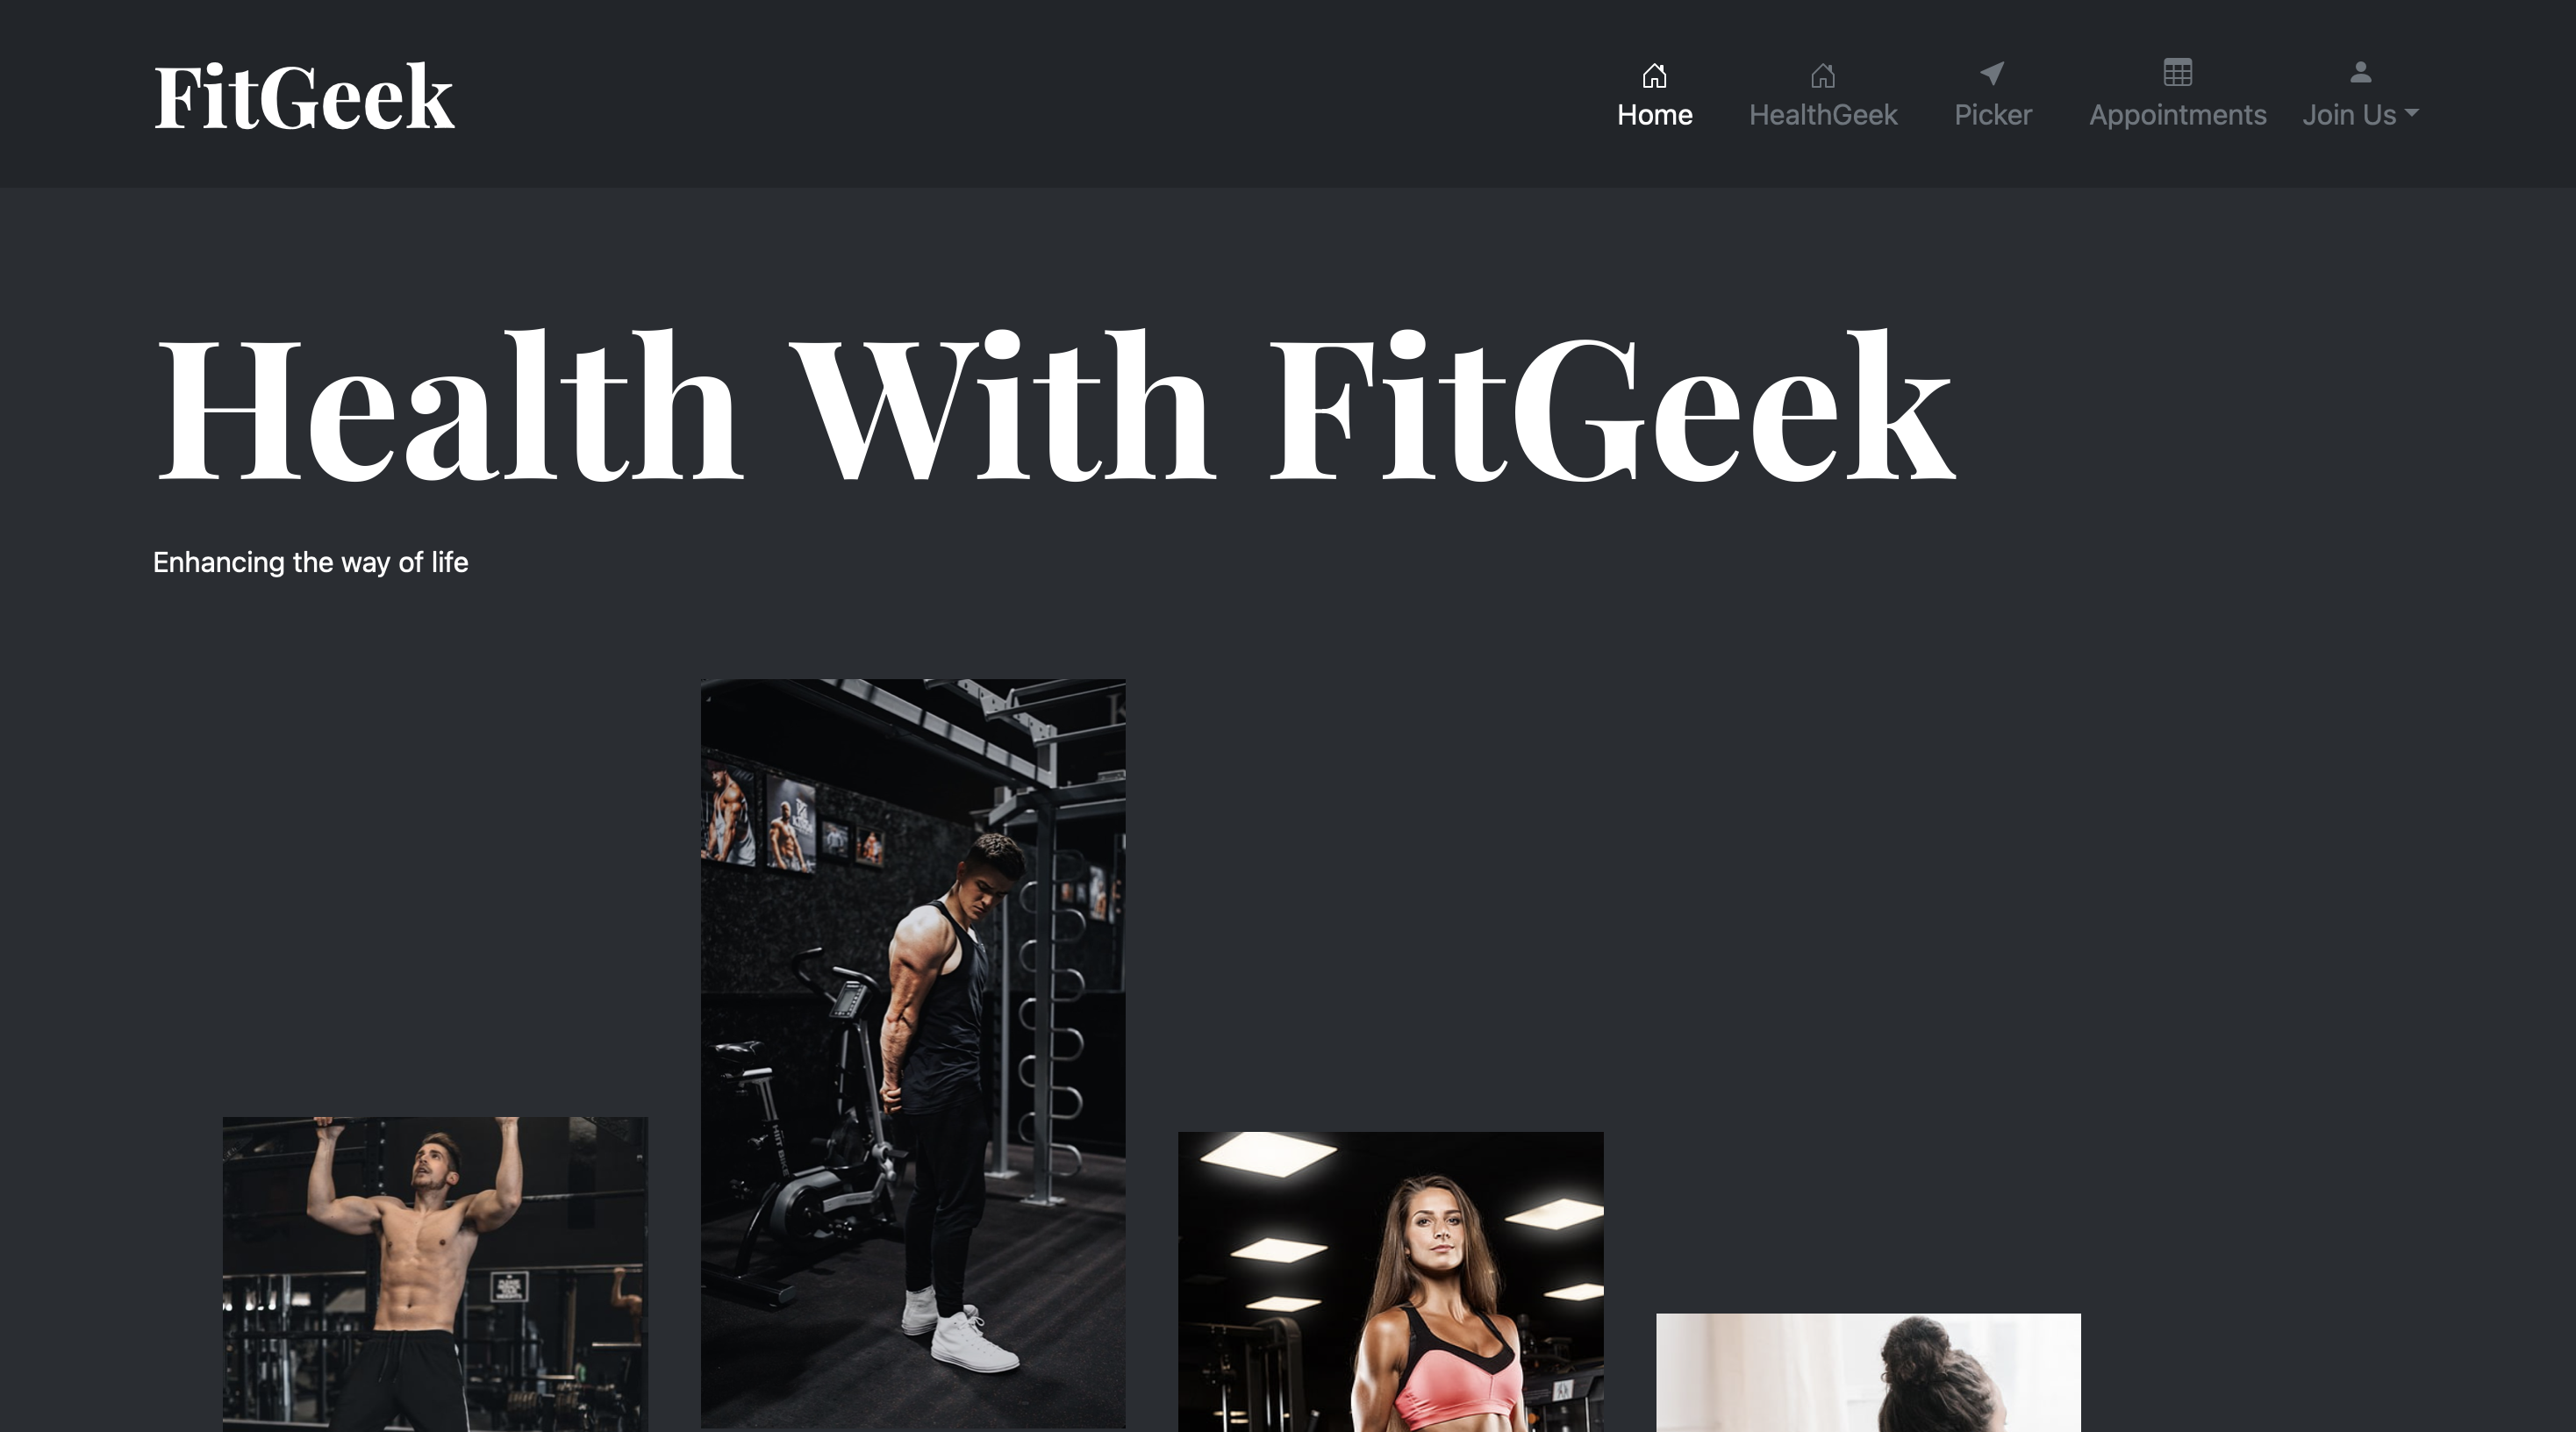 FitGeek
Home HealthGeek Picker Appointments Join Us
Health With FitGeek
Enhancing the way of life